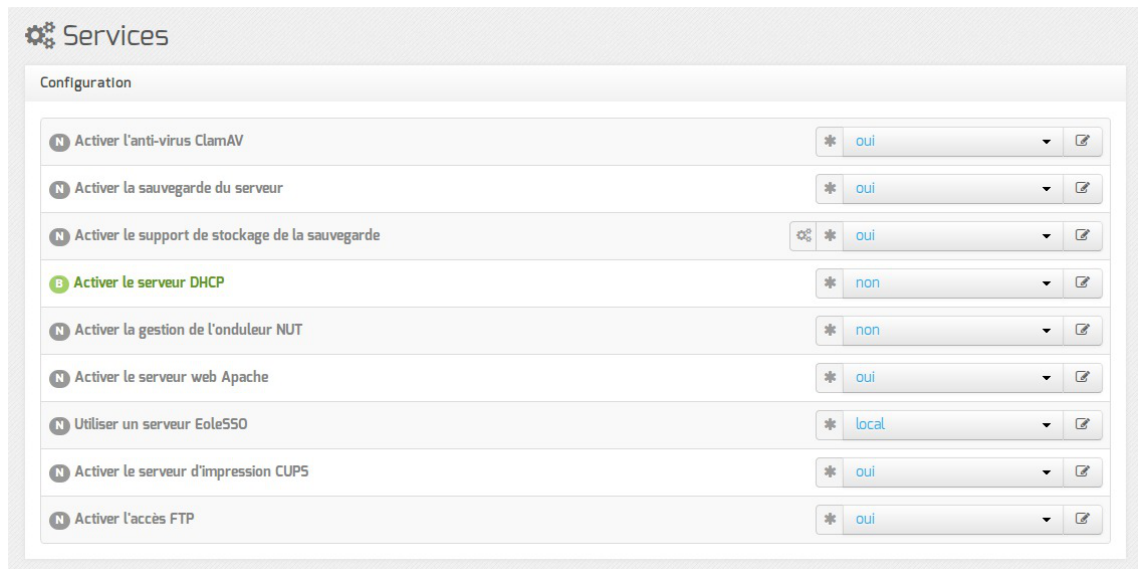 Services
Configuration
N Activer l'anti-virus ClamAV oui
N Activer la sauvegarde du serveur oui
N Activer le support de stockage de la sauvegarde oui
B Activer le serveur DHCP non
N Activer la gestion de l'onduleur NUT non
N Activer le serveur web Apache oui
N Utiliser un serveur EoleSSO local
N Activer le serveur d'impression CUPS oui
N Activer l'accès FTP oui